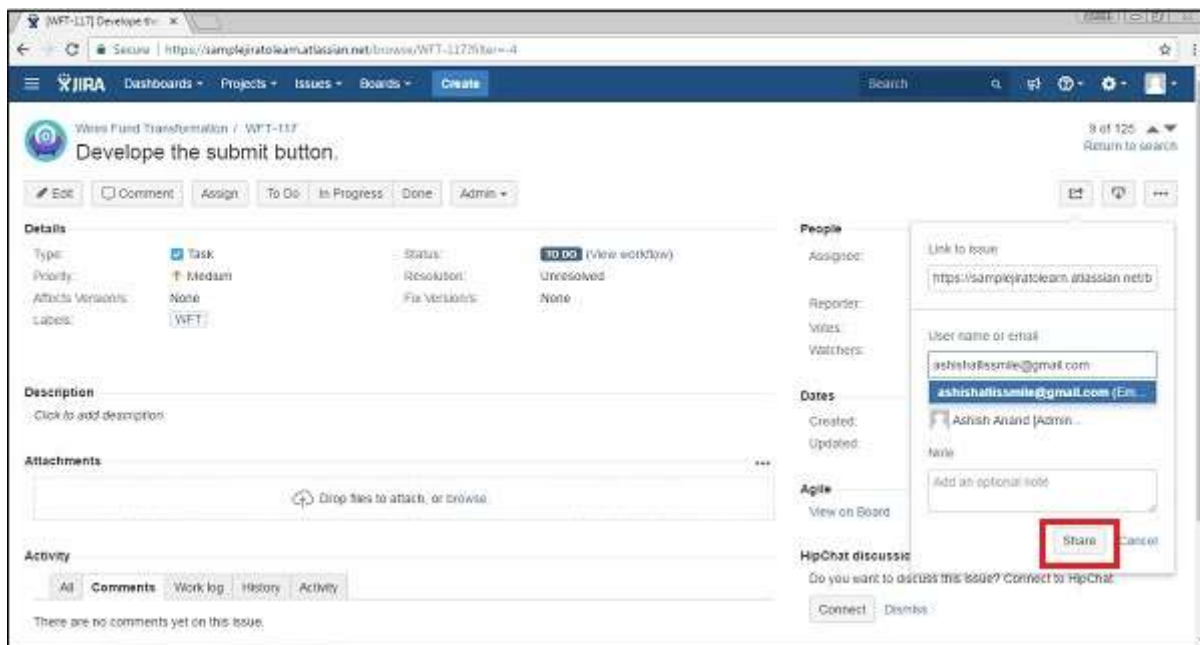 [WFT-117] Develope the
Secure https://samplejiratolearn.atlassian.net/browse/WFT-117?filter=-4
JIRA Dashboards Projects Issues Boards Create Search
Wires Fund Transformation / WFT-117
Develope the submit button.
9 of 125
Return to search
Edit Comment Assign To Do In Progress Done Admin
Details
Type: Task Status: TO DO (View workflow)
Priority: Medium Resolution: Unresolved
Affects Version/s: None Fix Version/s: None
Labels: WFT
Description
Click to add description
Attachments
Drop files to attach, or browse.
Activity
All Comments Work log History Activity
There are no comments yet on this issue.
People
Assignee:
Reporter:
Votes:
Watchers:
Dates
Created:
Updated:
Agile
View on Board
HipChat discussio
Do you want to discuss this issue? Connect to HipChat.
Connect Dismiss
Link to issue
https://samplejiratolearn.atlassian.net/b
User name or email
ashishallissmile@gmail.com
ashishallissmile@gmail.com (Em...
Ashish Anand [Admin...
Note
Add an optional note
Share Cancel